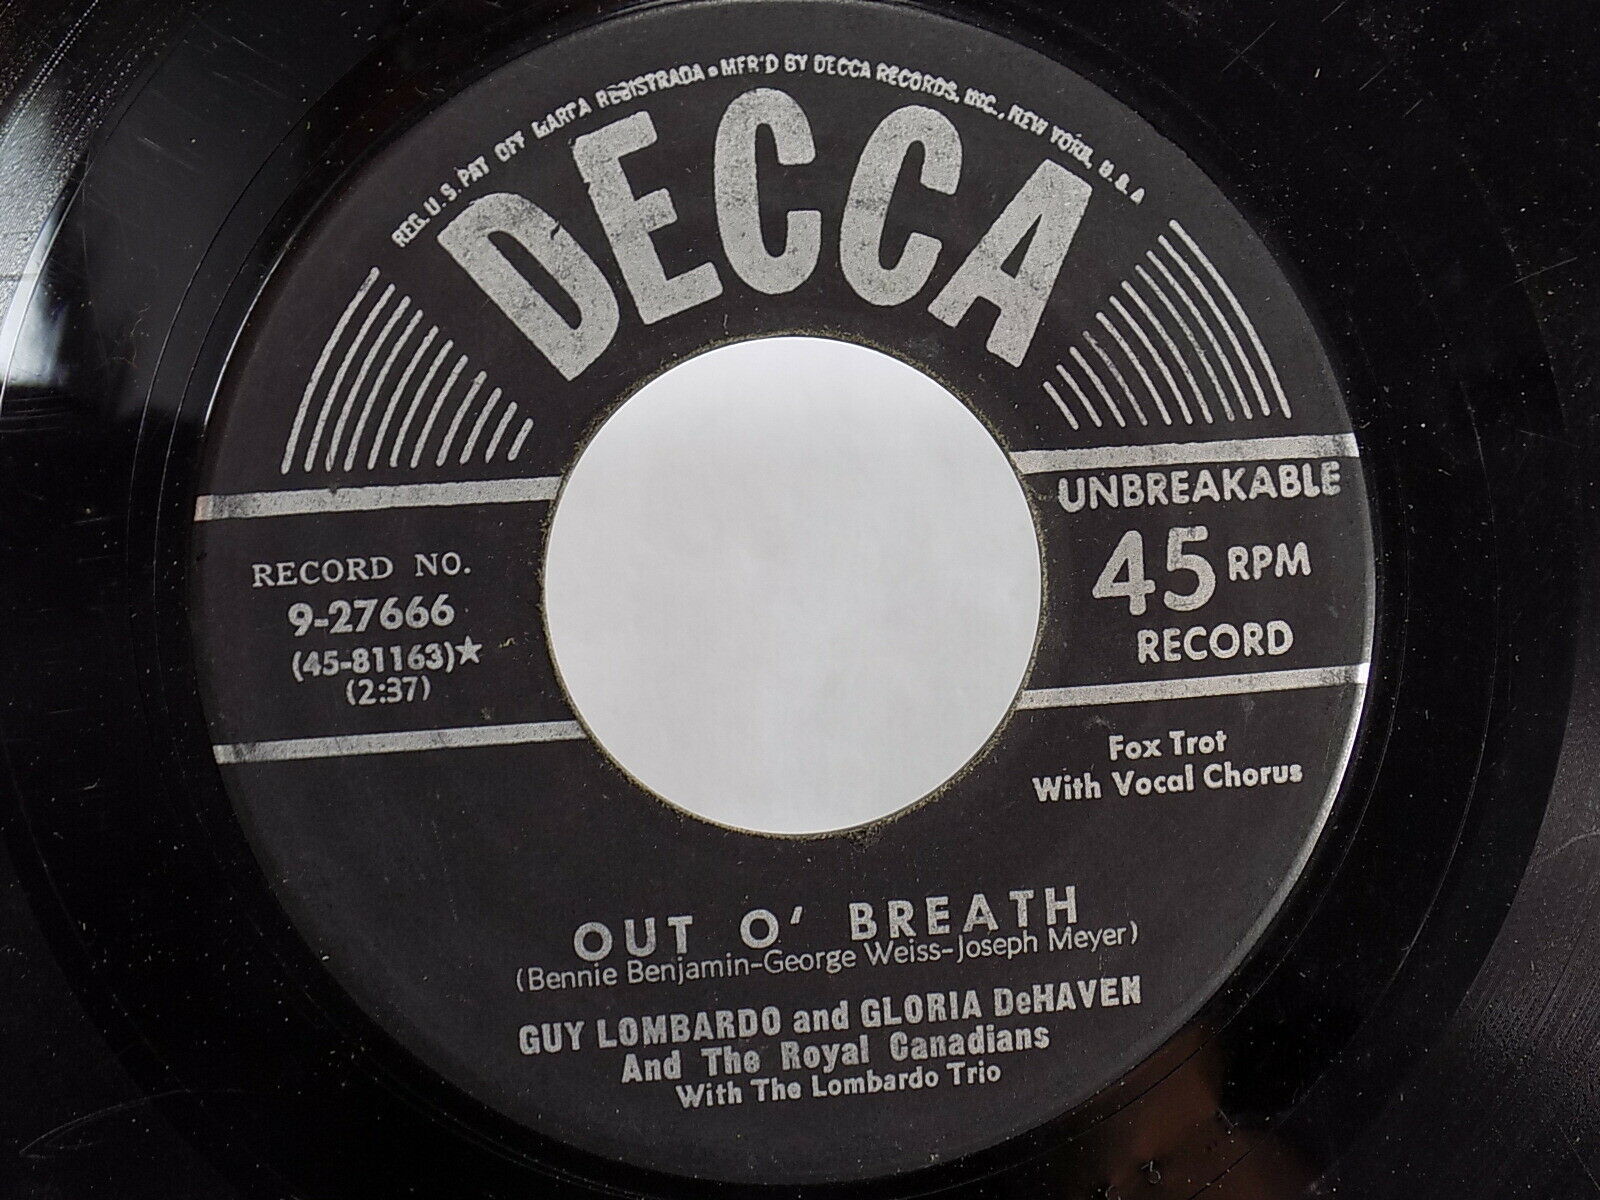 REG. U.S. PAT OFF MARCA REGISTRADA • MFR'D BY DECCA RECORDS, INC., NEW YORK, U.S.A
DECCA
UNBREAKABLE
45 RPM
RECORD
RECORD NO.
9-27666
(45-81163)★
(2:37)
Fox Trot
With Vocal Chorus
OUT O' BREATH
(Bennie Benjamin-George Weiss-Joseph Meyer)
GUY LOMBARDO and GLORIA DeHAVEN
And The Royal Canadians
With The Lombardo Trio
3